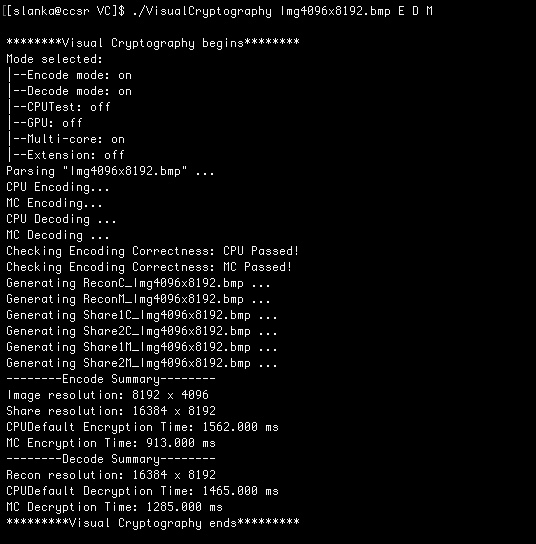 [[slanka@ccsr VC]$ ./VisualCryptography Img4096x8192.bmp E D M
********Visual Cryptography begins********
Mode selected:
|--Encode mode: on
|--Decode mode: on
|--CPUTest: off
|--GPU: off
|--Multi-core: on
|--Extension: off
Parsing "Img4096x8192.bmp" ...
CPU Encoding...
MC Encoding...
CPU Decoding ...
MC Decoding ...
Checking Encoding Correctness: CPU Passed!
Checking Encoding Correctness: MC Passed!
Generating ReconC_Img4096x8192.bmp ...
Generating ReconM_Img4096x8192.bmp ...
Generating Share1C_Img4096x8192.bmp ...
Generating Share2C_Img4096x8192.bmp ...
Generating Share1M_Img4096x8192.bmp ...
Generating Share2M_Img4096x8192.bmp ...
--------Encode Summary--------
Image resolution: 8192 x 4096
Share resolution: 16384 x 8192
CPUDefault Encryption Time: 1562.000 ms
MC Encryption Time: 913.000 ms
--------Decode Summary--------
Recon resolution: 16384 x 8192
CPUDefault Decryption Time: 1465.000 ms
MC Decryption Time: 1285.000 ms
*********Visual Cryptography ends*********